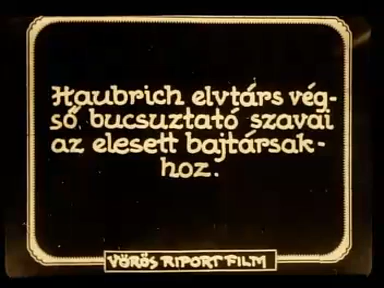 Haubrich elvtárs vég-
ső, bucsuztató szavai
az elesett bajtársak-
hoz.
VÖRÖS RIPORT FILM